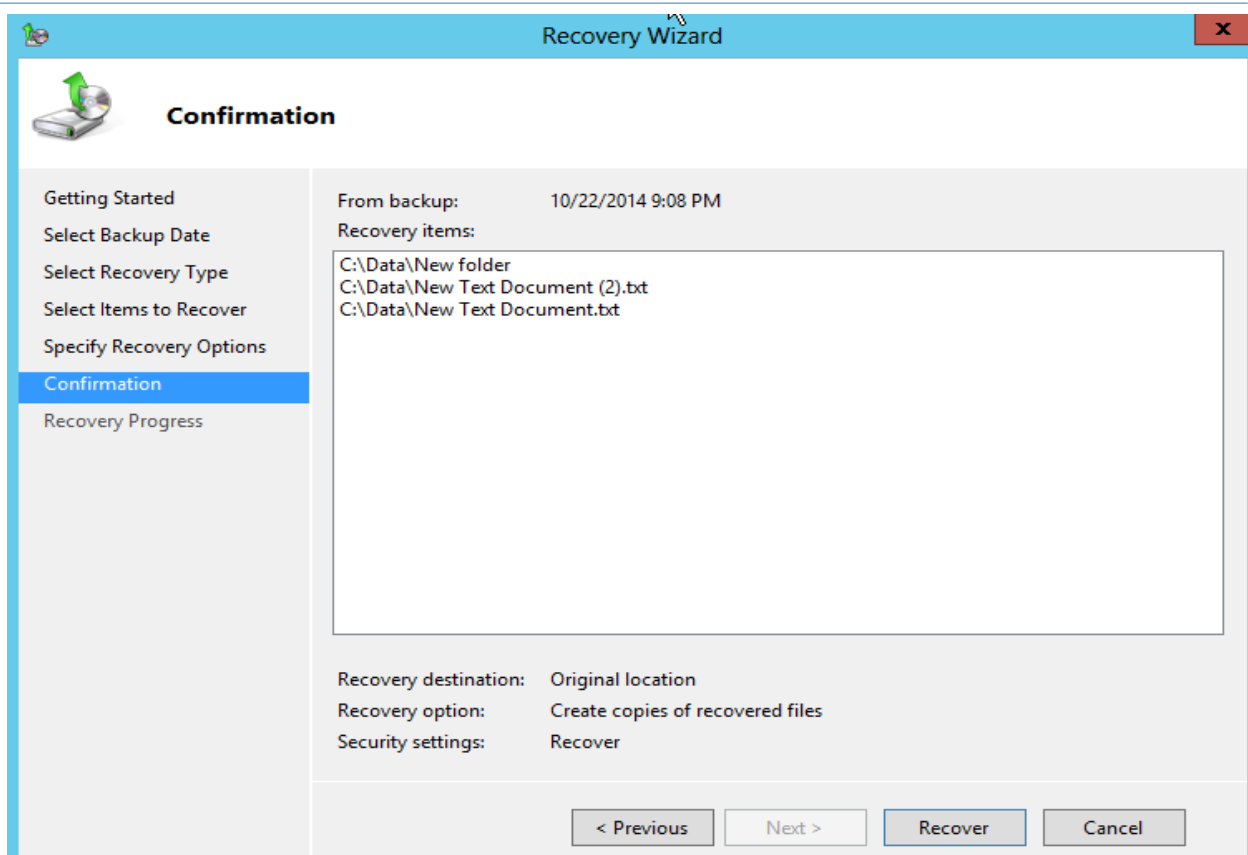 Recovery Wizard
x
Confirmation
Getting Started
Select Backup Date
Select Recovery Type
Select Items to Recover
Specify Recovery Options
Confirmation
Recovery Progress
From backup: 10/22/2014 9:08 PM
Recovery items:
C:\Data\New folder
C:\Data\New Text Document (2).txt
C:\Data\New Text Document.txt
Recovery destination: Original location
Recovery option: Create copies of recovered files
Security settings: Recover
< Previous Next > Recover Cancel